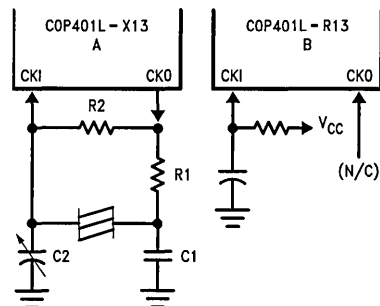 COP401L-X13
A
CKI
CKO
R2
R1
C2
C1
COP401L-R13
B
CKI
CKO
VCC
(N/C)